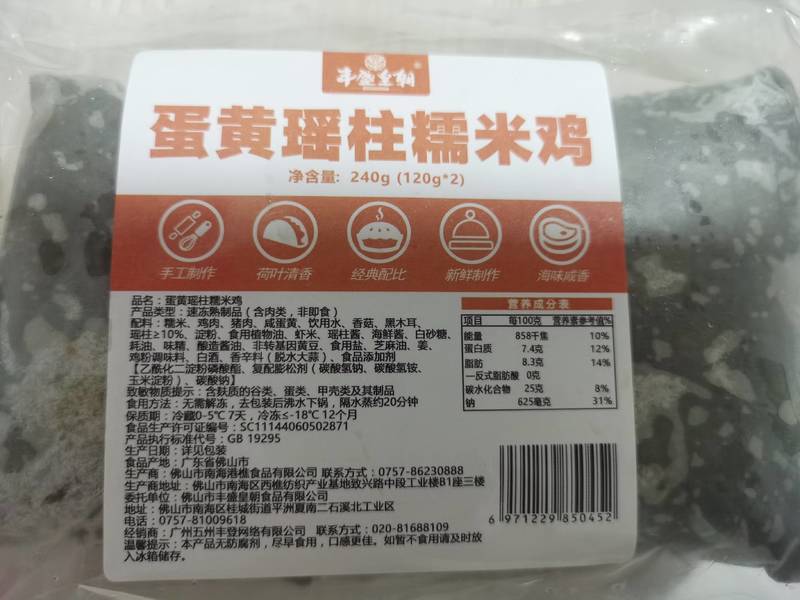 丰盛皇朝
蛋黄瑶柱糯米鸡
净含量: 240g (120g*2)
手工制作 荷叶清香 经典配比 新鲜制作 海味咸香
品名：蛋黄瑶柱糯米鸡
产品类型：速冻熟制品（含肉类，非即食）
配料：糯米、鸡肉、猪肉、咸蛋黄、饮用水、香菇、黑木耳、
瑶柱≥10%、淀粉、食用植物油、虾米、瑶柱酱、海鲜酱、白砂糖、
耗油、味精、酿造酱油、非转基因黄豆、食用盐、芝麻油、姜、
鸡粉调味料、白酒、香辛料（脱水大蒜）、食品添加剂
【乙酰化二淀粉磷酸酯、复配膨松剂（碳酸氢钠、碳酸氢铵、
玉米淀粉）、碳酸钠】
致敏物质提示：含麸质的谷类、蛋类、甲壳类及其制品
食用方法：无需解冻，去包装后沸水下锅，隔水蒸约20分钟
保质期：冷藏0-5℃ 7天，冷冻≤-18℃ 12个月
食品生产许可证编号：SC11144060502871
产品执行标准代号：GB 19295
生产日期：详见包装
食品产地：广东省佛山市
生产商：佛山市南海港樵食品有限公司 联系方式：0757-86230888
生产商地址：佛山市南海区西樵纺织产业基地致兴路中段工业楼B1座三楼
委托单位：佛山市丰盛皇朝食品有限公司
地址：佛山市南海区桂城街道平洲夏南二石溪北工业区
电话：0757-81009618
经销商：广州五州丰登网络有限公司 联系方式：020-81688109
温馨提示：本产品无防腐剂，尽早食用，口感更佳。如暂不食用请及时放
入冰箱储存。
营养成分表
项目 每100克 营养素参考值%
能量 858千焦 10%
蛋白质 7.4克 12%
脂肪 8.3克 14%
—反式脂肪酸 0克
碳水化合物 25克 8%
钠 625毫克 31%
6 971229 850452